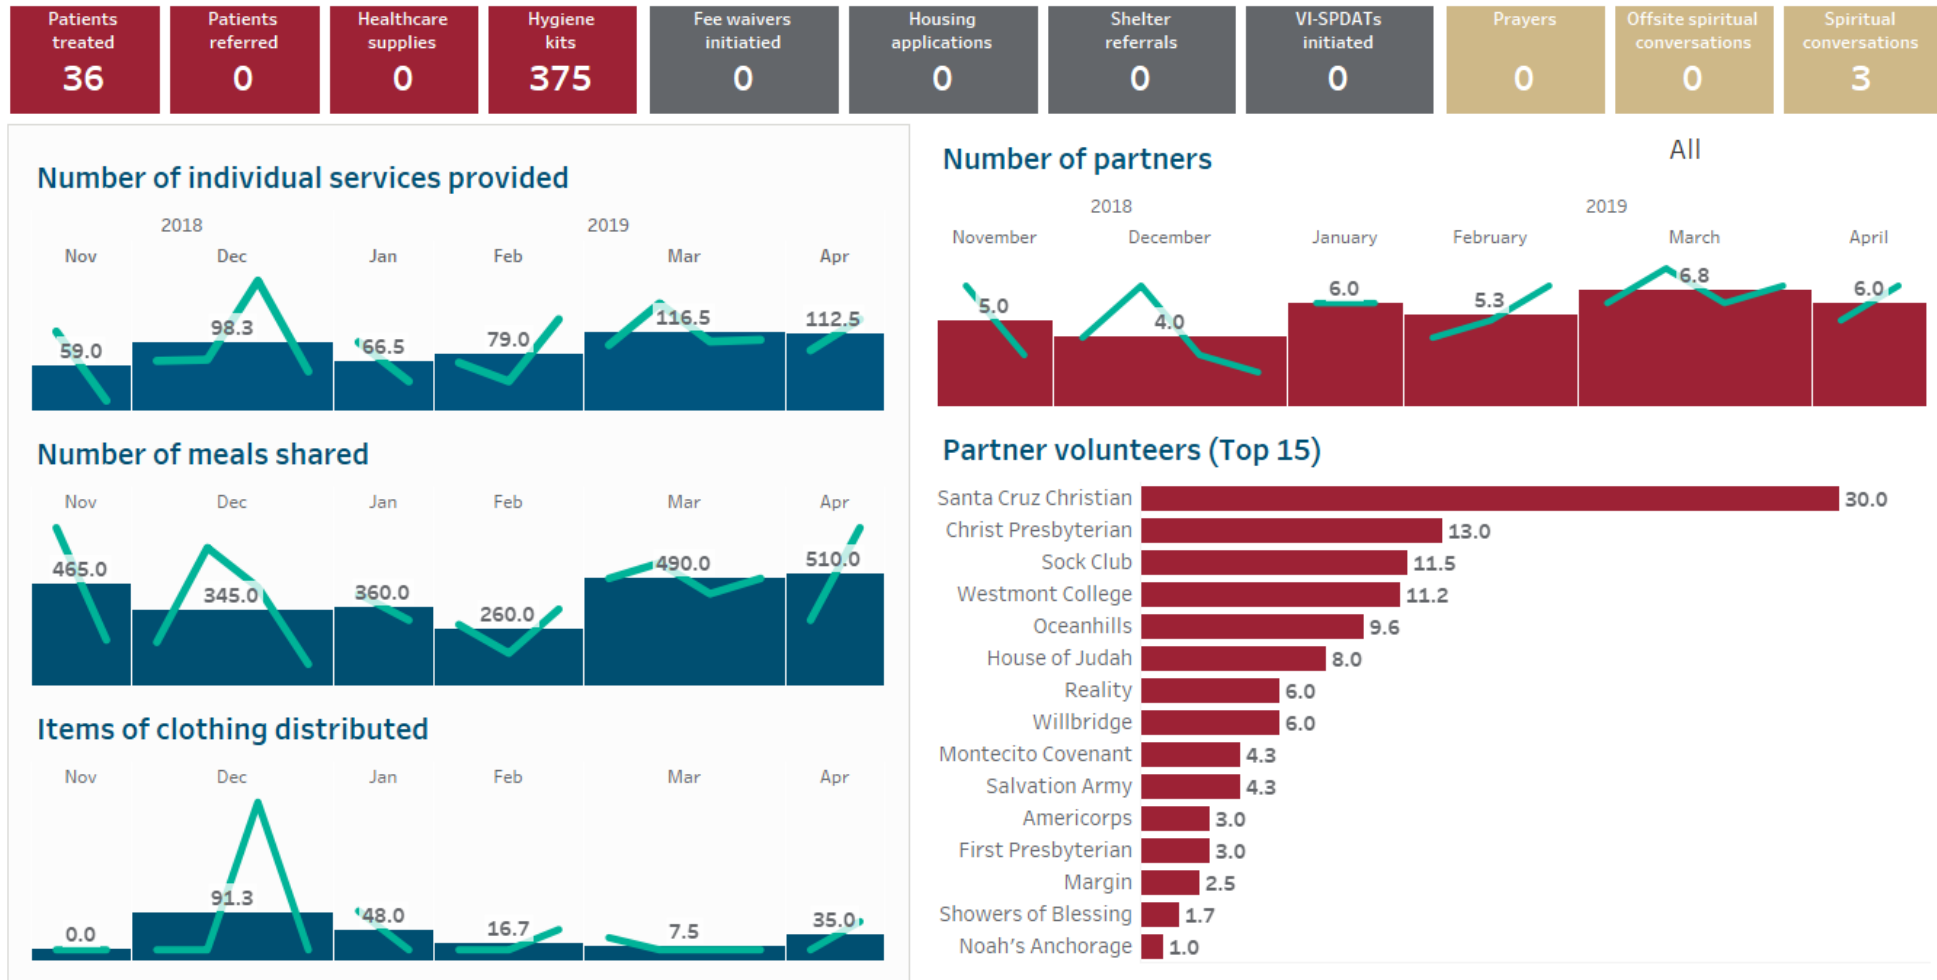 Patients treated
36
Patients referred
0
Healthcare supplies
0
Hygiene kits
375
Fee waivers initiatied
0
Housing applications
0
Shelter referrals
0
VI-SPDATs initiated
0
Prayers
0
Offsite spiritual conversations
0
Spiritual conversations
3
Number of individual services provided
2018 2019
Nov Dec Jan Feb Mar Apr
59.0 98.3 66.5 79.0 116.5 112.5
Number of meals shared
Nov Dec Jan Feb Mar Apr
465.0 345.0 360.0 260.0 490.0 510.0
Items of clothing distributed
Nov Dec Jan Feb Mar Apr
0.0 91.3 48.0 16.7 7.5 35.0
Number of partners
All
2018 2019
November December January February March April
5.0 4.0 6.0 5.3 6.8 6.0
Partner volunteers (Top 15)
Santa Cruz Christian 30.0
Christ Presbyterian 13.0
Sock Club 11.5
Westmont College 11.2
Oceanhills 9.6
House of Judah 8.0
Reality 6.0
Willbridge 6.0
Montecito Covenant 4.3
Salvation Army 4.3
Americorps 3.0
First Presbyterian 3.0
Margin 2.5
Showers of Blessing 1.7
Noah's Anchorage 1.0